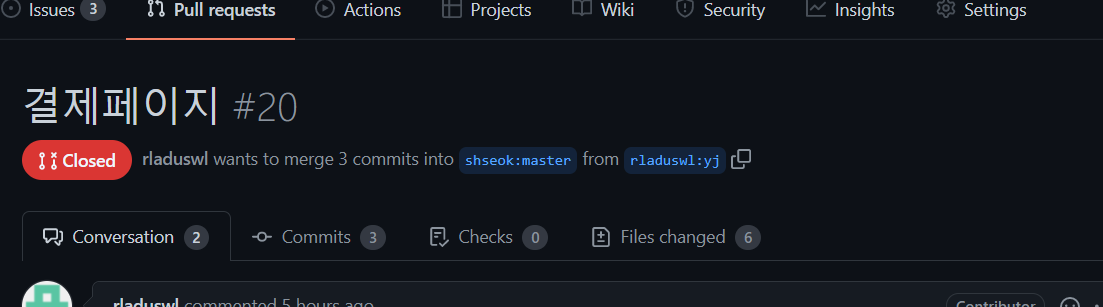 Issues 3 Pull requests Actions Projects Wiki Security Insights Settings
결제페이지 #20
Closed rladuswl wants to merge 3 commits into shseok:master from rladuswl:yj
Conversation 2 Commits 3 Checks 0 Files changed 6
rladuswl commented 5 hours ago Contributor